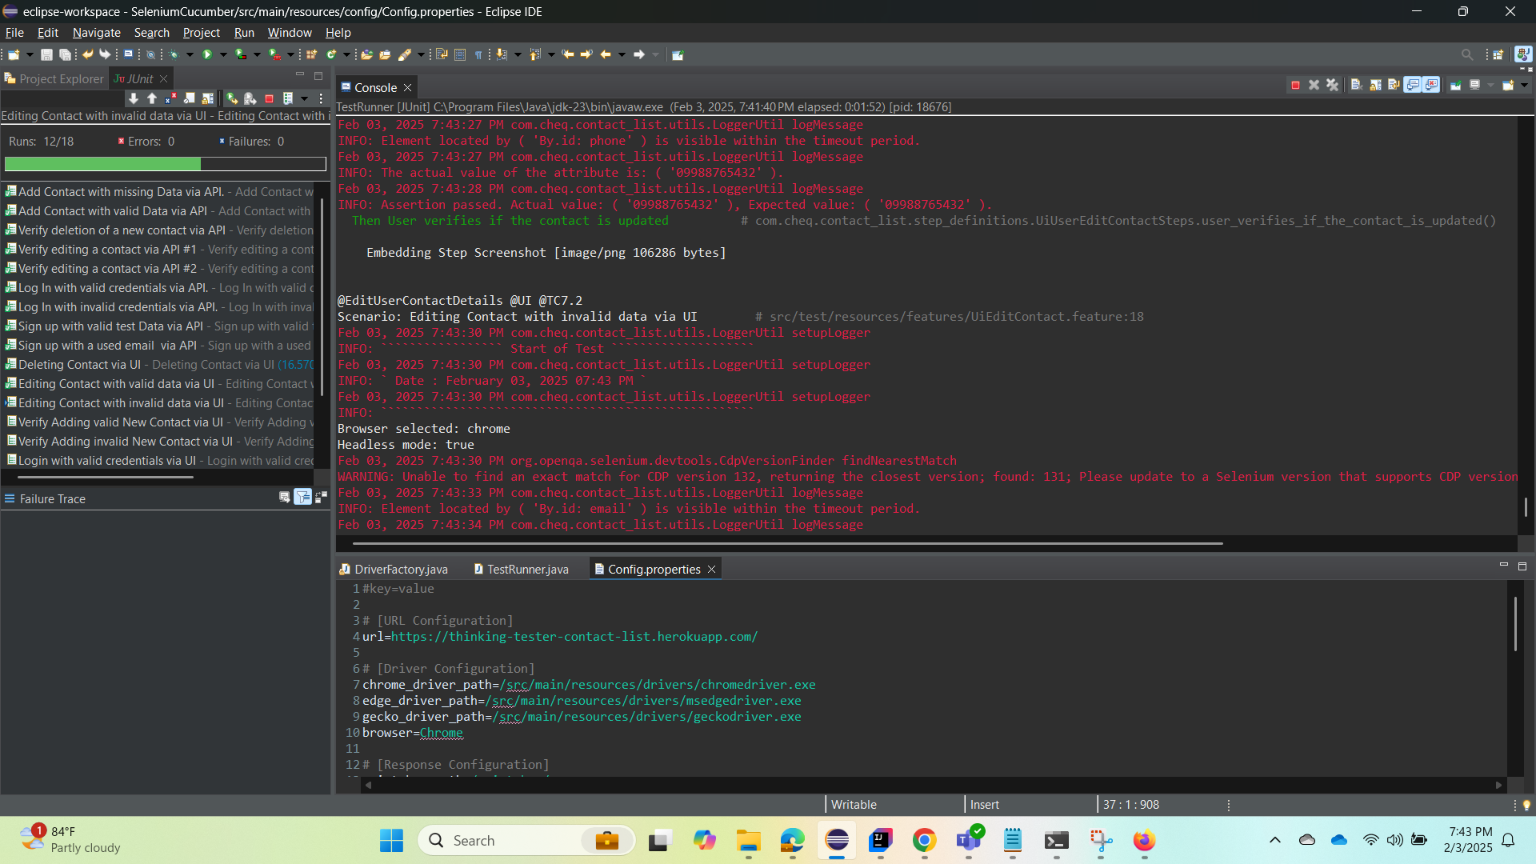 eclipse-workspace - SeleniumCucumber/src/main/resources/config/Config.properties - Eclipse IDE
File Edit Navigate Search Project Run Window Help
Project Explorer JUnit
Editing Contact with invalid data via UI - Editing Contact with i
Runs: 12/18 Errors: 0 Failures: 0
Add Contact with missing Data via API. - Add Contact w
Add Contact with valid Data via API - Add Contact with
Verify deletion of a new contact via API - Verify deletion
Verify editing a contact via API #1 - Verify editing a cont
Verify editing a contact via API #2 - Verify editing a cont
Log In with valid credentials via API. - Log In with valid c
Log In with invalid credentials via API. - Log In with inva
Sign up with valid test Data via API - Sign up with valid
Sign up with a used email via API - Sign up with a used
Deleting Contact via UI - Deleting Contact via UI (16.570
Editing Contact with valid data via UI - Editing Contact
Editing Contact with invalid data via UI - Editing Contac
Verify Adding valid New Contact via UI - Verify Adding v
Verify Adding invalid New Contact via UI - Verify Adding
Login with valid credentials via UI - Login with valid cre
Failure Trace
Console
TestRunner [JUnit] C:\Program Files\Java\jdk-23\bin\javaw.exe (Feb 3, 2025, 7:41:40 PM elapsed: 0:01:52) [pid: 18676]
Feb 03, 2025 7:43:27 PM com.cheq.contact_list.utils.LoggerUtil logMessage
INFO: Element located by ( 'By.id: phone' ) is visible within the timeout period.
Feb 03, 2025 7:43:27 PM com.cheq.contact_list.utils.LoggerUtil logMessage
INFO: The actual value of the attribute is: ( '09988765432' ).
Feb 03, 2025 7:43:28 PM com.cheq.contact_list.utils.LoggerUtil logMessage
INFO: Assertion passed. Actual value: ( '09988765432' ), Expected value: ( '09988765432' ).
Then User verifies if the contact is updated # com.cheq.contact_list.step_definitions.UiUserEditContactSteps.user_verifies_if_the_contact_is_updated()
Embedding Step Screenshot [image/png 106286 bytes]
@EditUserContactDetails @UI @TC7.2
Scenario: Editing Contact with invalid data via UI # src/test/resources/features/UiEditContact.feature:18
Feb 03, 2025 7:43:30 PM com.cheq.contact_list.utils.LoggerUtil setupLogger
INFO: ````````````````` Start of Test ````````````````````
Feb 03, 2025 7:43:30 PM com.cheq.contact_list.utils.LoggerUtil setupLogger
INFO: ` Date : February 03, 2025 07:43 PM `
Feb 03, 2025 7:43:30 PM com.cheq.contact_list.utils.LoggerUtil setupLogger
INFO: ````````````````````````````````````````````````````
Browser selected: chrome
Headless mode: true
Feb 03, 2025 7:43:30 PM org.openqa.selenium.devtools.CdpVersionFinder findNearestMatch
WARNING: Unable to find an exact match for CDP version 132, returning the closest version; found: 131; Please update to a Selenium version that supports CDP version
Feb 03, 2025 7:43:33 PM com.cheq.contact_list.utils.LoggerUtil logMessage
INFO: Element located by ( 'By.id: email' ) is visible within the timeout period.
Feb 03, 2025 7:43:34 PM com.cheq.contact_list.utils.LoggerUtil logMessage
DriverFactory.java TestRunner.java Config.properties
1 #key=value
2
3 # [URL Configuration]
4 url=https://thinking-tester-contact-list.herokuapp.com/
5
6 # [Driver Configuration]
7 chrome_driver_path=/src/main/resources/drivers/chromedriver.exe
8 edge_driver_path=/src/main/resources/drivers/msedgedriver.exe
9 gecko_driver_path=/src/main/resources/drivers/geckodriver.exe
10 browser=Chrome
11
12 # [Response Configuration]
Writable Insert 37 : 1 : 908
1
84°F
Partly cloudy
Search
7:43 PM
2/3/2025